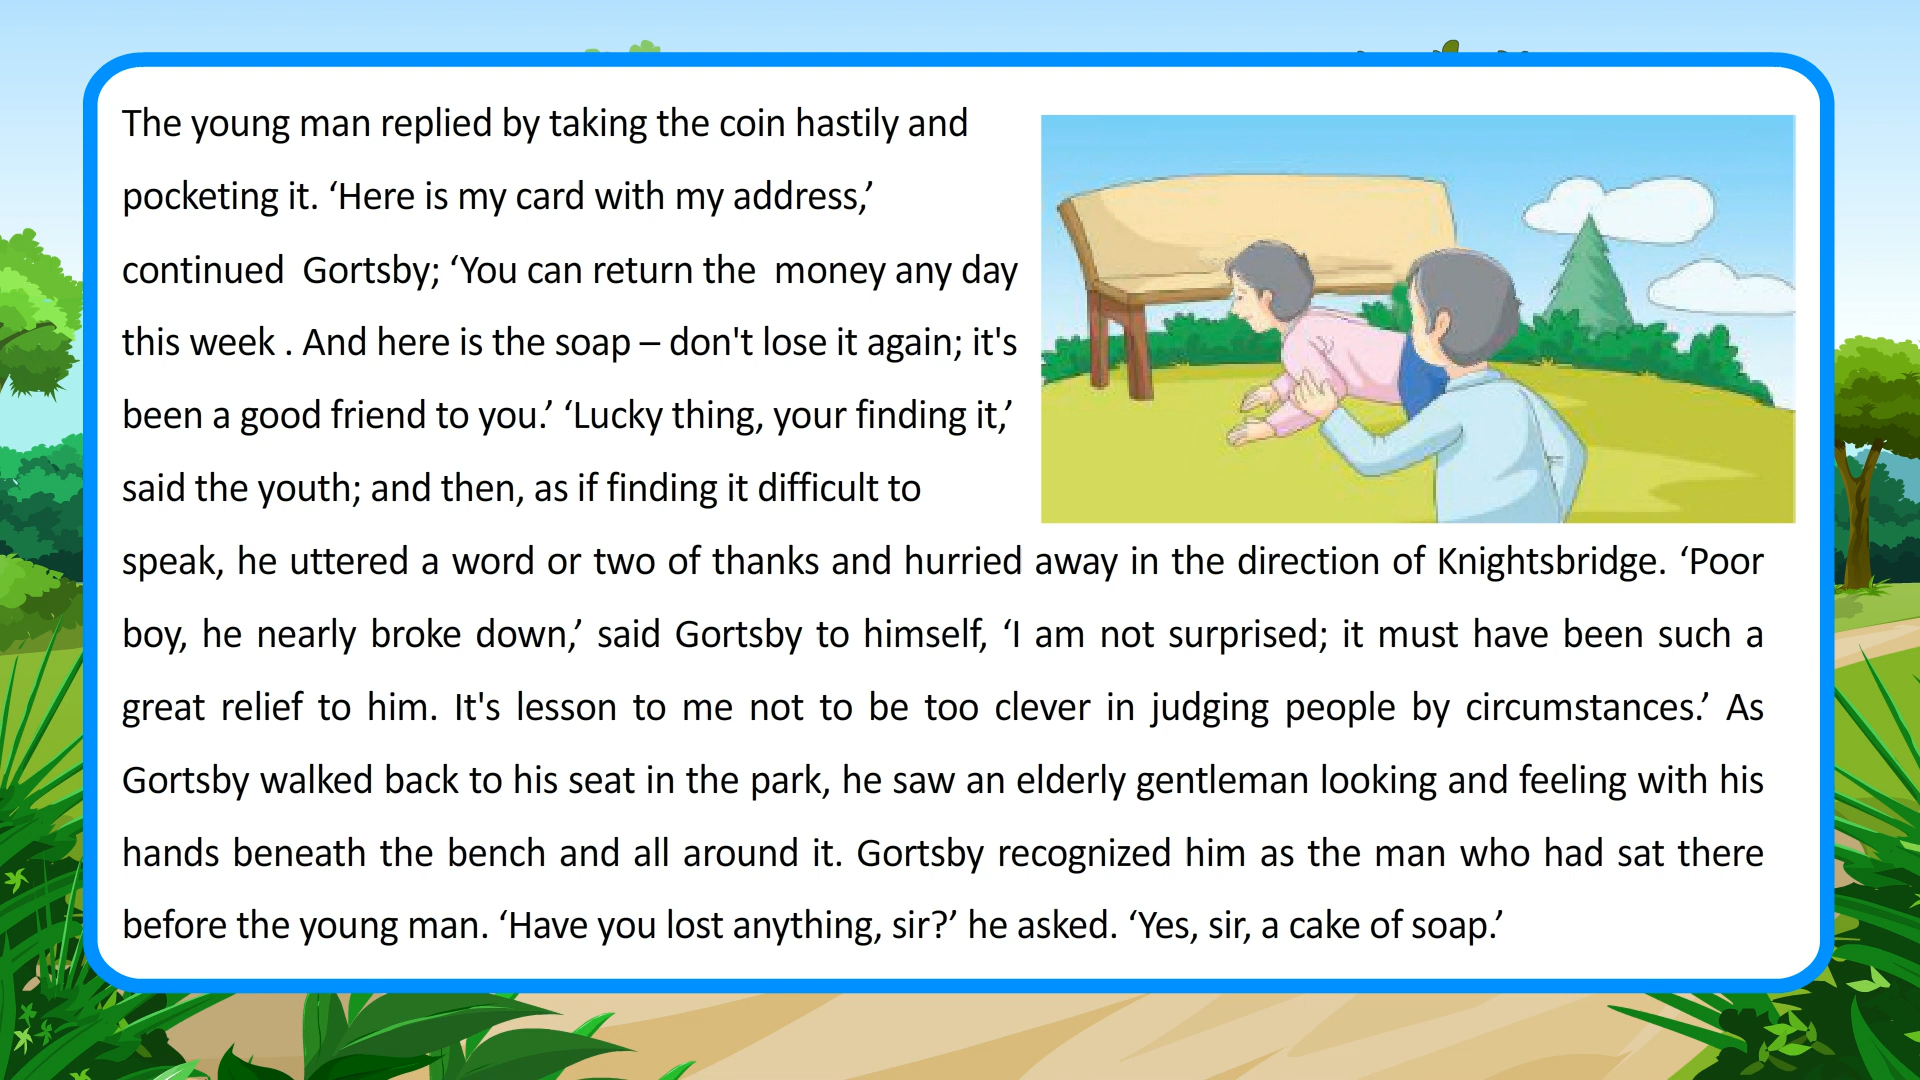 The young man replied by taking the coin hastily and
pocketing it. ‘Here is my card with my address,’
continued  Gortsby; ‘You can return the  money any day
this week . And here is the soap – don't lose it again; it's
been a good friend to you.’ ‘Lucky thing, your finding it,’
said the youth; and then, as if finding it difficult to
speak, he uttered a word or two of thanks and hurried away in the direction of Knightsbridge. ‘Poor
boy, he nearly broke down,’ said Gortsby to himself, ‘I am not surprised; it must have been such a
great relief to him. It's lesson to me not to be too clever in judging people by circumstances.’ As
Gortsby walked back to his seat in the park, he saw an elderly gentleman looking and feeling with his
hands beneath the bench and all around it. Gortsby recognized him as the man who had sat there
before the young man. ‘Have you lost anything, sir?’ he asked. ‘Yes, sir, a cake of soap.’